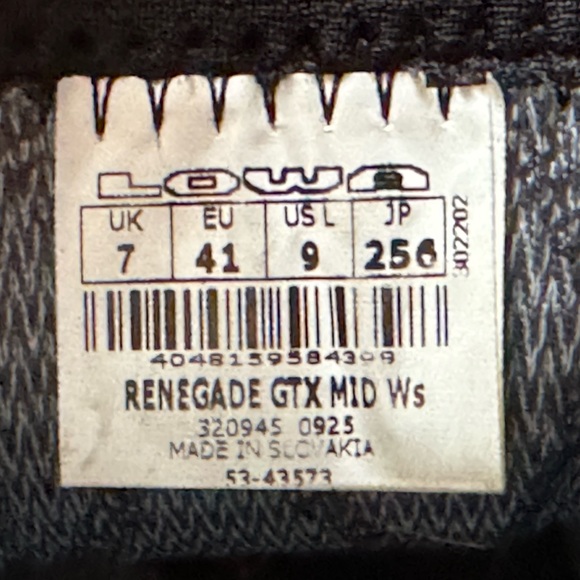 LOWA
UK EU US L JP
7 41 9 256
302202
4048159584399
RENEGADE GTX MID Ws
320945 0925
MADE IN SLOVAKIA
53-43573